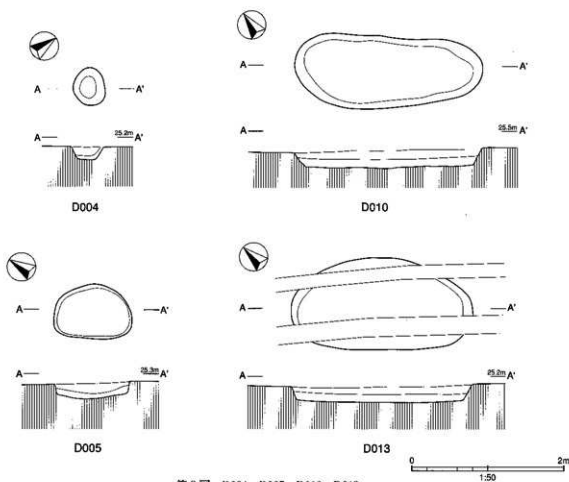 A A'
A 25.2m A'
D004
A A'
A 25.5m A'
D010
A A'
A 25.3m A'
D005
A A'
A 25.2m A'
D013
0 2m
1:50